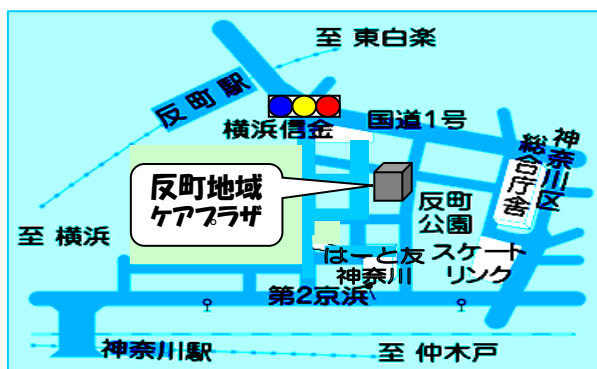 至 東白楽
反町駅
横浜信金
国道1号
神奈川区
総合庁舎
反町地域
ケアプラザ
反町
公園
至 横浜
はーと友
神奈川
スケート
リンク
第2京浜
神奈川駅
至 仲木戸